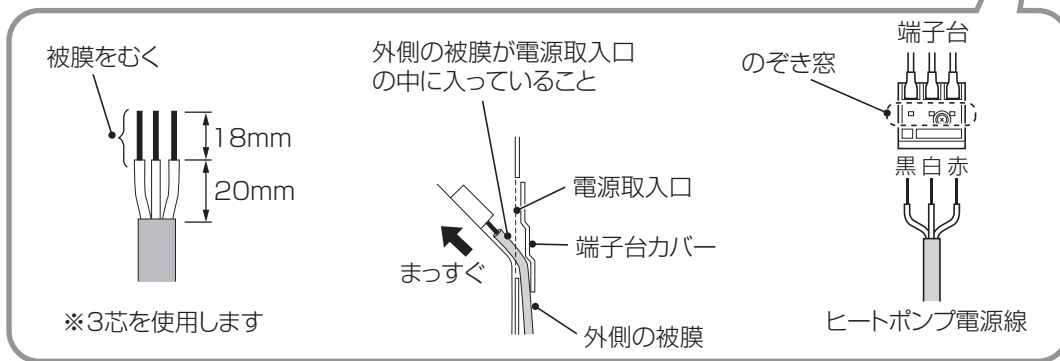 被膜をむく
18mm
20mm
※3芯を使用します
外側の被膜が電源取入口
の中に入っていること
電源取入口
端子台カバー
まっすぐ
外側の被膜
端子台
のぞき窓
黒 白 赤
ヒートポンプ電源線